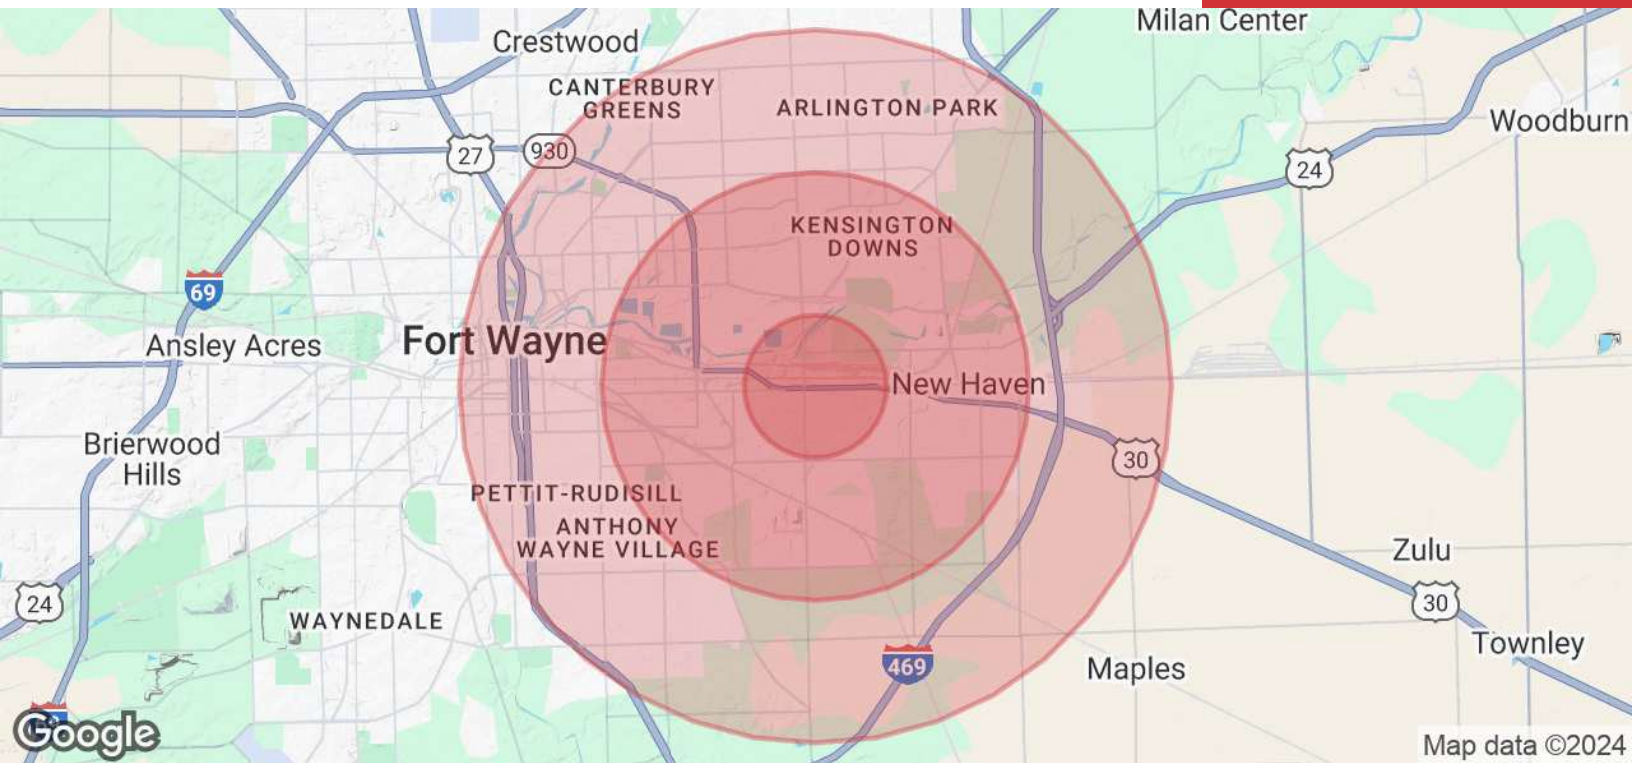 Milan Center
Crestwood
CANTERBURY
GREENS
ARLINGTON PARK
Woodburn
27
930
24
KENSINGTON
DOWNS
69
Fort Wayne
Ansley Acres
New Haven
Brierwood
Hills
30
PETTIT-RUDISILL
ANTHONY
WAYNE VILLAGE
Zulu
24
30
WAYNEDALE
Townley
469
Maples
Google
Map data ©2024